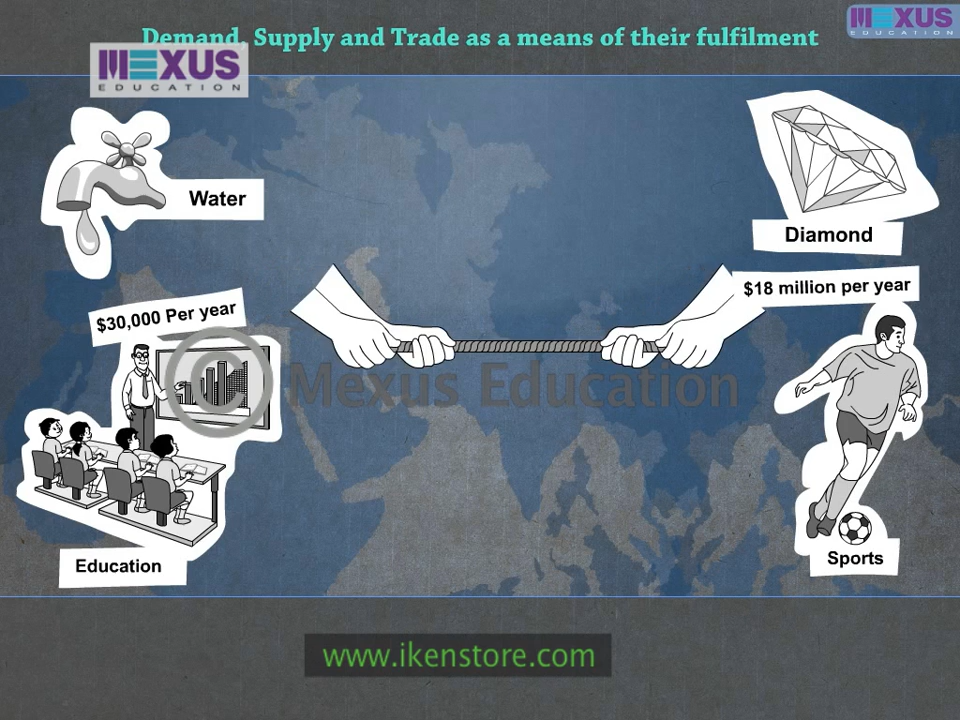 Demand, Supply and Trade as a means of their fulfilment
MEXUS
EDUCATION
MEXUS
EDUCATION
Water
Diamond
$30,000 Per year
$18 million per year
© Mexus Education
Education
Sports
www.ikenstore.com